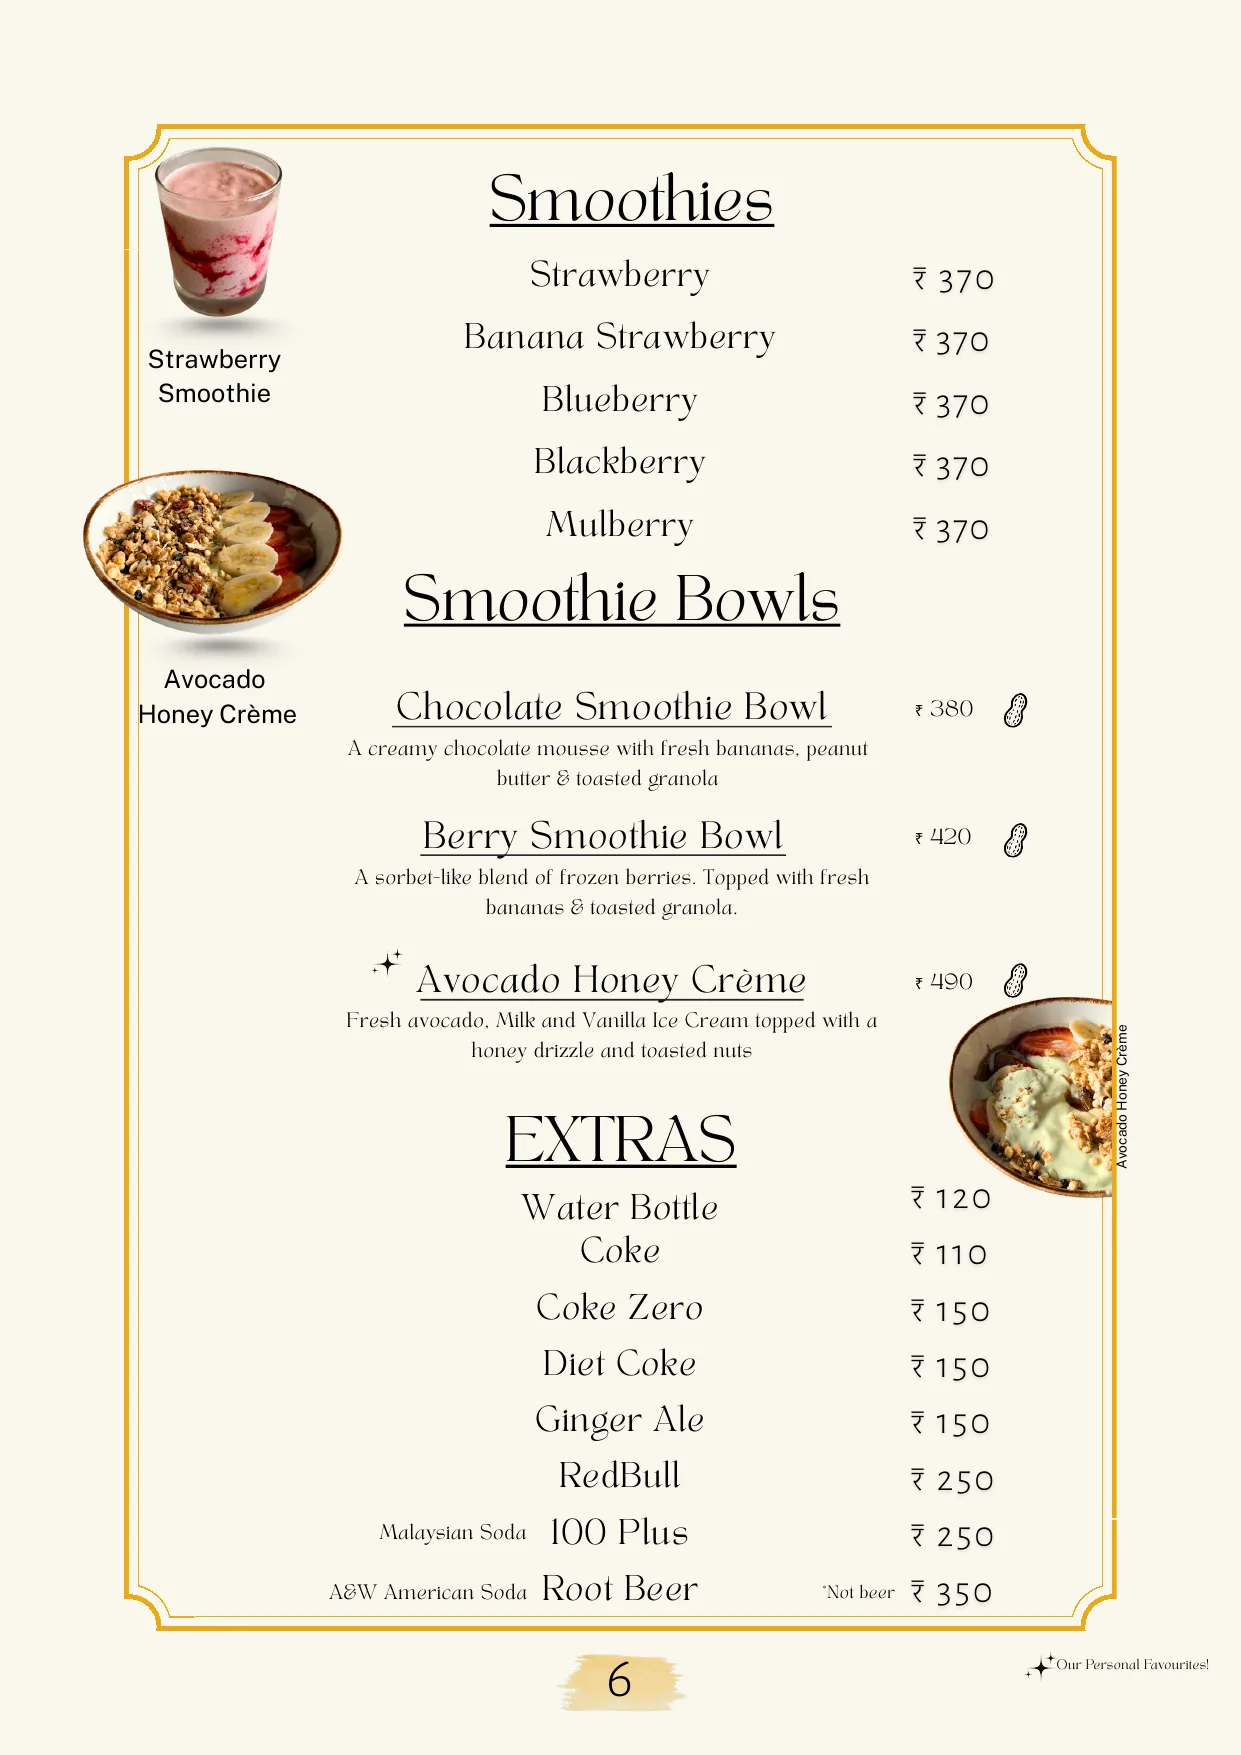 Smoothies
Strawberry ₹ 370
Banana Strawberry ₹ 370
Blueberry ₹ 370
Blackberry ₹ 370
Mulberry ₹ 370
Strawberry
Smoothie
Smoothie Bowls
Avocado
Honey Crème
Chocolate Smoothie Bowl ₹ 380
A creamy chocolate mousse with fresh bananas, peanut
butter & toasted granola
Berry Smoothie Bowl ₹ 420
A sorbet-like blend of frozen berries. Topped with fresh
bananas & toasted granola.
Avocado Honey Crème ₹ 490
Fresh avocado, Milk and Vanilla Ice Cream topped with a
honey drizzle and toasted nuts
Avocado Honey Crème
EXTRAS
Water Bottle ₹ 120
Coke ₹ 110
Coke Zero ₹ 150
Diet Coke ₹ 150
Ginger Ale ₹ 150
RedBull ₹ 250
Malaysian Soda 100 Plus ₹ 250
A&W American Soda Root Beer *Not beer ₹ 350
6
Our Personal Favourites!